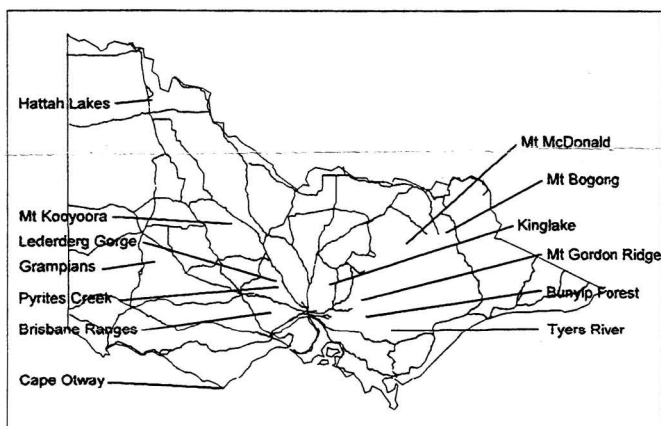 Hattah Lakes
Mt McDonald
Mt Bogong
Mt Kooyoora
Kinglake
Lederderg Gorge
Mt Gordon Ridge
Grampians
Pyrites Creek
Bunyip Forest
Brisbane Ranges
Tyers River
Cape Otway